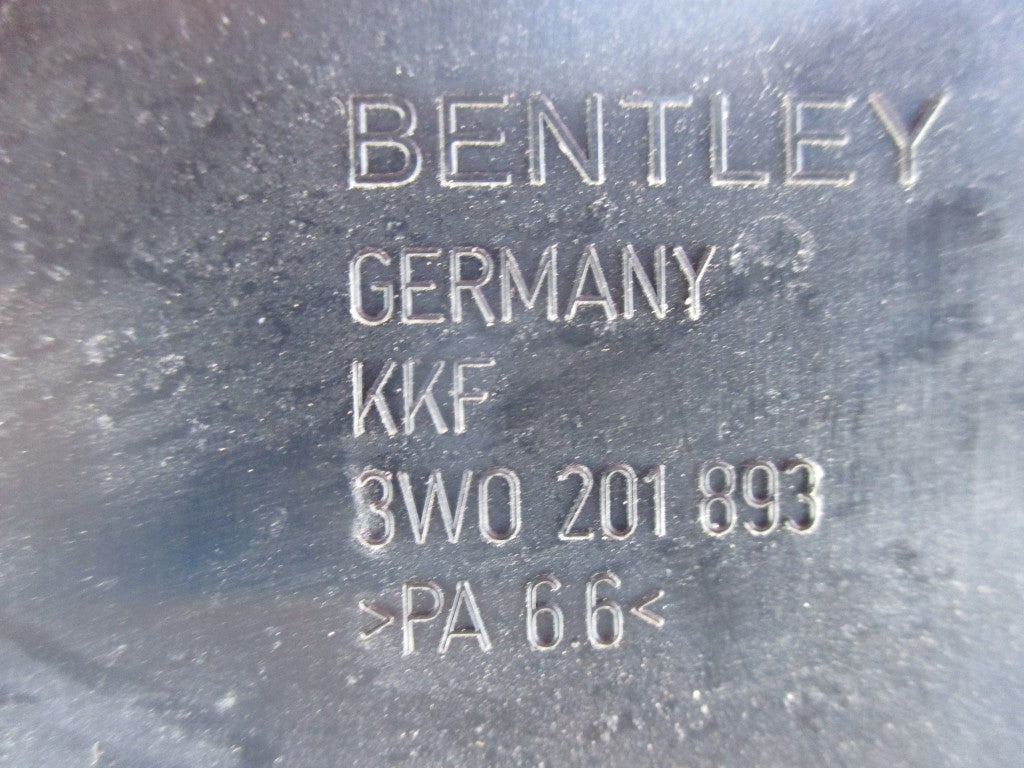 BENTLEY
GERMANY
KKF
3W0 201 893
>PA 6.6<